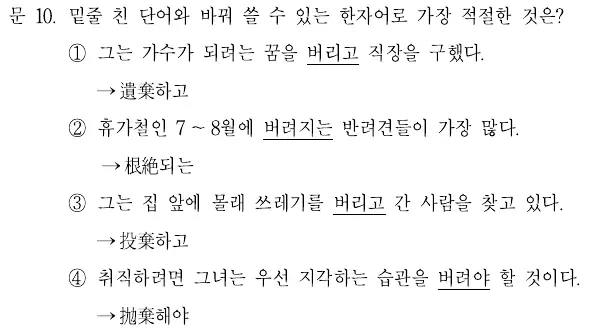 문 10. 밑줄 친 단어와 바꿔 쓸 수 있는 한자어로 가장 적절한 것은?
① 그는 가수가 되려는 꿈을 버리고 직장을 구했다.
→遺棄하고
② 휴가철인 7 ~ 8월에 버려지는 반려견들이 가장 많다.
→根絶되는
③ 그는 집 앞에 몰래 쓰레기를 버리고 간 사람을 찾고 있다.
→投棄하고
④ 취직하려면 그녀는 우선 지각하는 습관을 버려야 할 것이다.
→抛棄해야